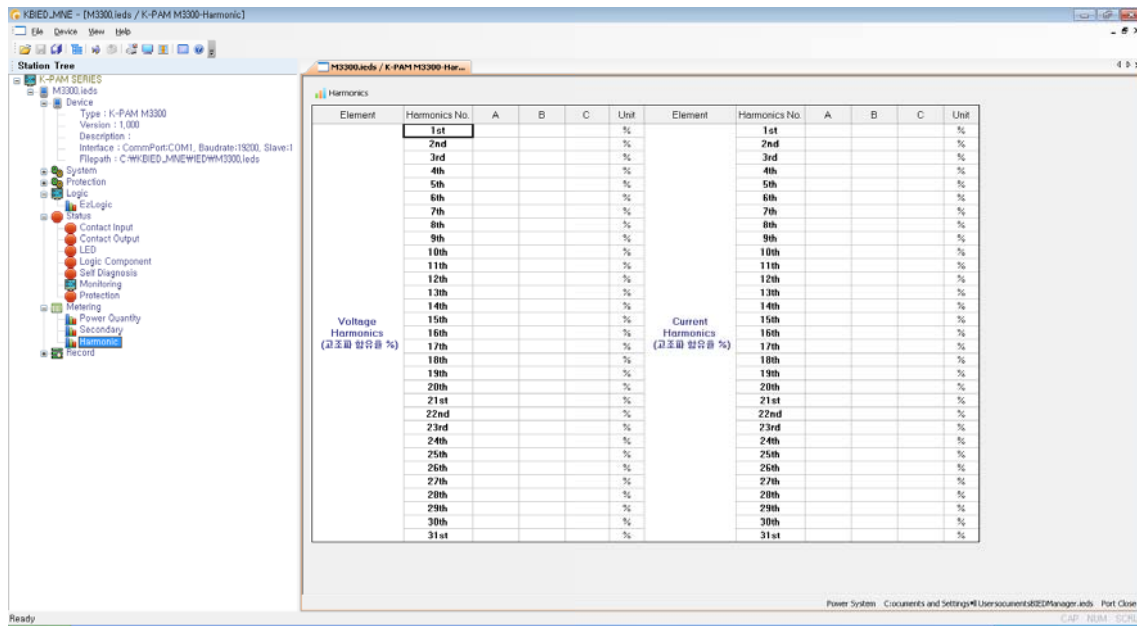 KBIED_MNE - [M3300.ieds / K-PAM M3300-Harmonic]
File Device View Help
Station Tree
K-PAM SERIES
M3300.ieds
Device
Type : K-PAM M3300
Version : 1,000
Description :
Interface : CommPort:COM1, Baudrate:19200, Slave:1
Filepath : C:₩KBIED_MNE₩IED₩M3300.ieds
System
Protection
Logic
EzLogic
Status
Contact Input
Contact Output
LED
Logic Component
Self Diagnosis
Monitoring
Protection
Metering
Power Quantity
Secondary
Harmonic
Record
M3300.ieds / K-PAM M3300-Har...
Harmonics
Element Harmonics No. A B C Unit Element Harmonics No. A B C Unit
1st % 1st %
2nd % 2nd %
3rd % 3rd %
4th % 4th %
5th % 5th %
6th % 6th %
7th % 7th %
8th % 8th %
9th % 9th %
10th % 10th %
11th % 11th %
12th % 12th %
13th % 13th %
14th % 14th %
Voltage 15th % Current 15th %
Harmonics 16th % Harmonics 16th %
(고조파 함유율 %) 17th % (고조파 함유율 %) 17th %
18th % 18th %
19th % 19th %
20th % 20th %
21st % 21st %
22nd % 22nd %
23rd % 23rd %
24th % 24th %
25th % 25th %
26th % 26th %
27th % 27th %
28th % 28th %
29th % 29th %
30th % 30th %
31st % 31st %
Power System C:ocuments and Settings Port Close
Ready CAP NUM SCRL